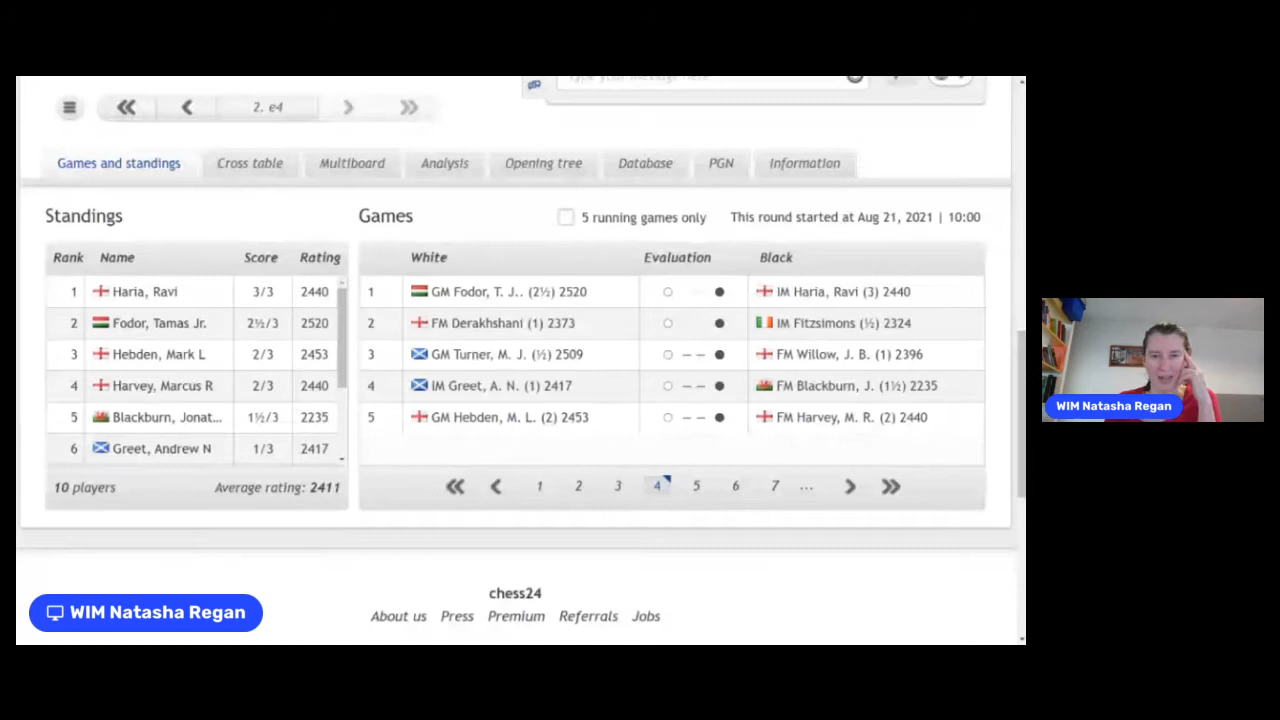 Type your message here
2. e4
Games and standings Cross table Multiboard Analysis Opening tree Database PGN Information
Standings
Rank Name Score Rating
1 Haria, Ravi 3/3 2440
2 Fodor, Tamas Jr. 2½/3 2520
3 Hebden, Mark L 2/3 2453
4 Harvey, Marcus R 2/3 2440
5 Blackburn, Jonat... 1½/3 2235
6 Greet, Andrew N 1/3 2417
10 players Average rating: 2411
Games 5 running games only This round started at Aug 21, 2021 | 10:00
White Evaluation Black
1 GM Fodor, T. J.. (2½) 2520 IM Haria, Ravi (3) 2440
2 FM Derakhshani (1) 2373 IM Fitzsimons (½) 2324
3 GM Turner, M. J. (½) 2509 -- FM Willow, J. B. (1) 2396
4 IM Greet, A. N. (1) 2417 -- FM Blackburn, J. (1½) 2235
5 GM Hebden, M. L. (2) 2453 -- FM Harvey, M. R. (2) 2440
1 2 3 4 5 6 7 ...
chess24
About us Press Premium Referrals Jobs
WIM Natasha Regan
WIM Natasha Regan